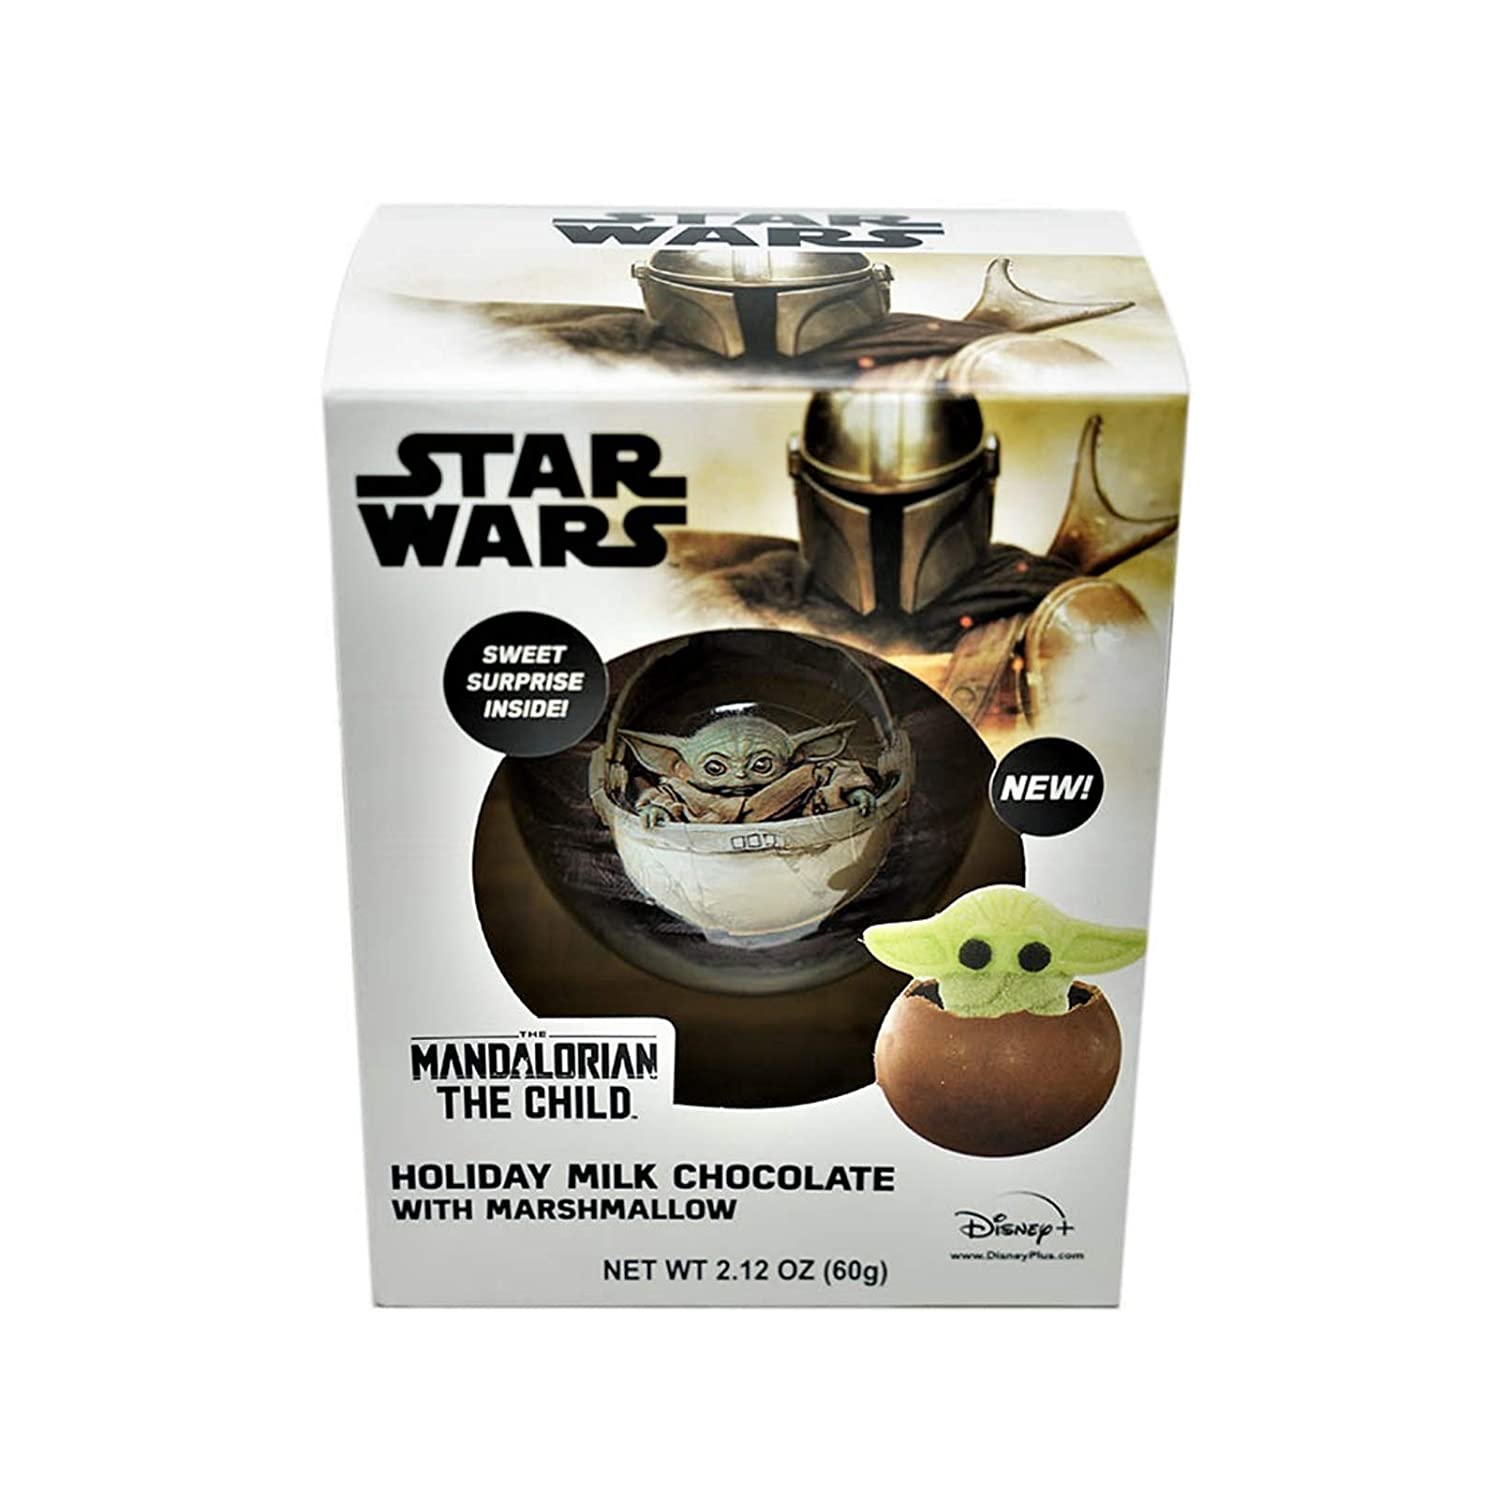 STAR
WARS
STAR
WARS
SWEET
SURPRISE
INSIDE!
NEW!
THE
MANDALORIAN
THE CHILD™
HOLIDAY MILK CHOCOLATE
WITH MARSHMALLOW
NET WT 2.12 OZ (60g)
Disney+
www.DisneyPlus.com